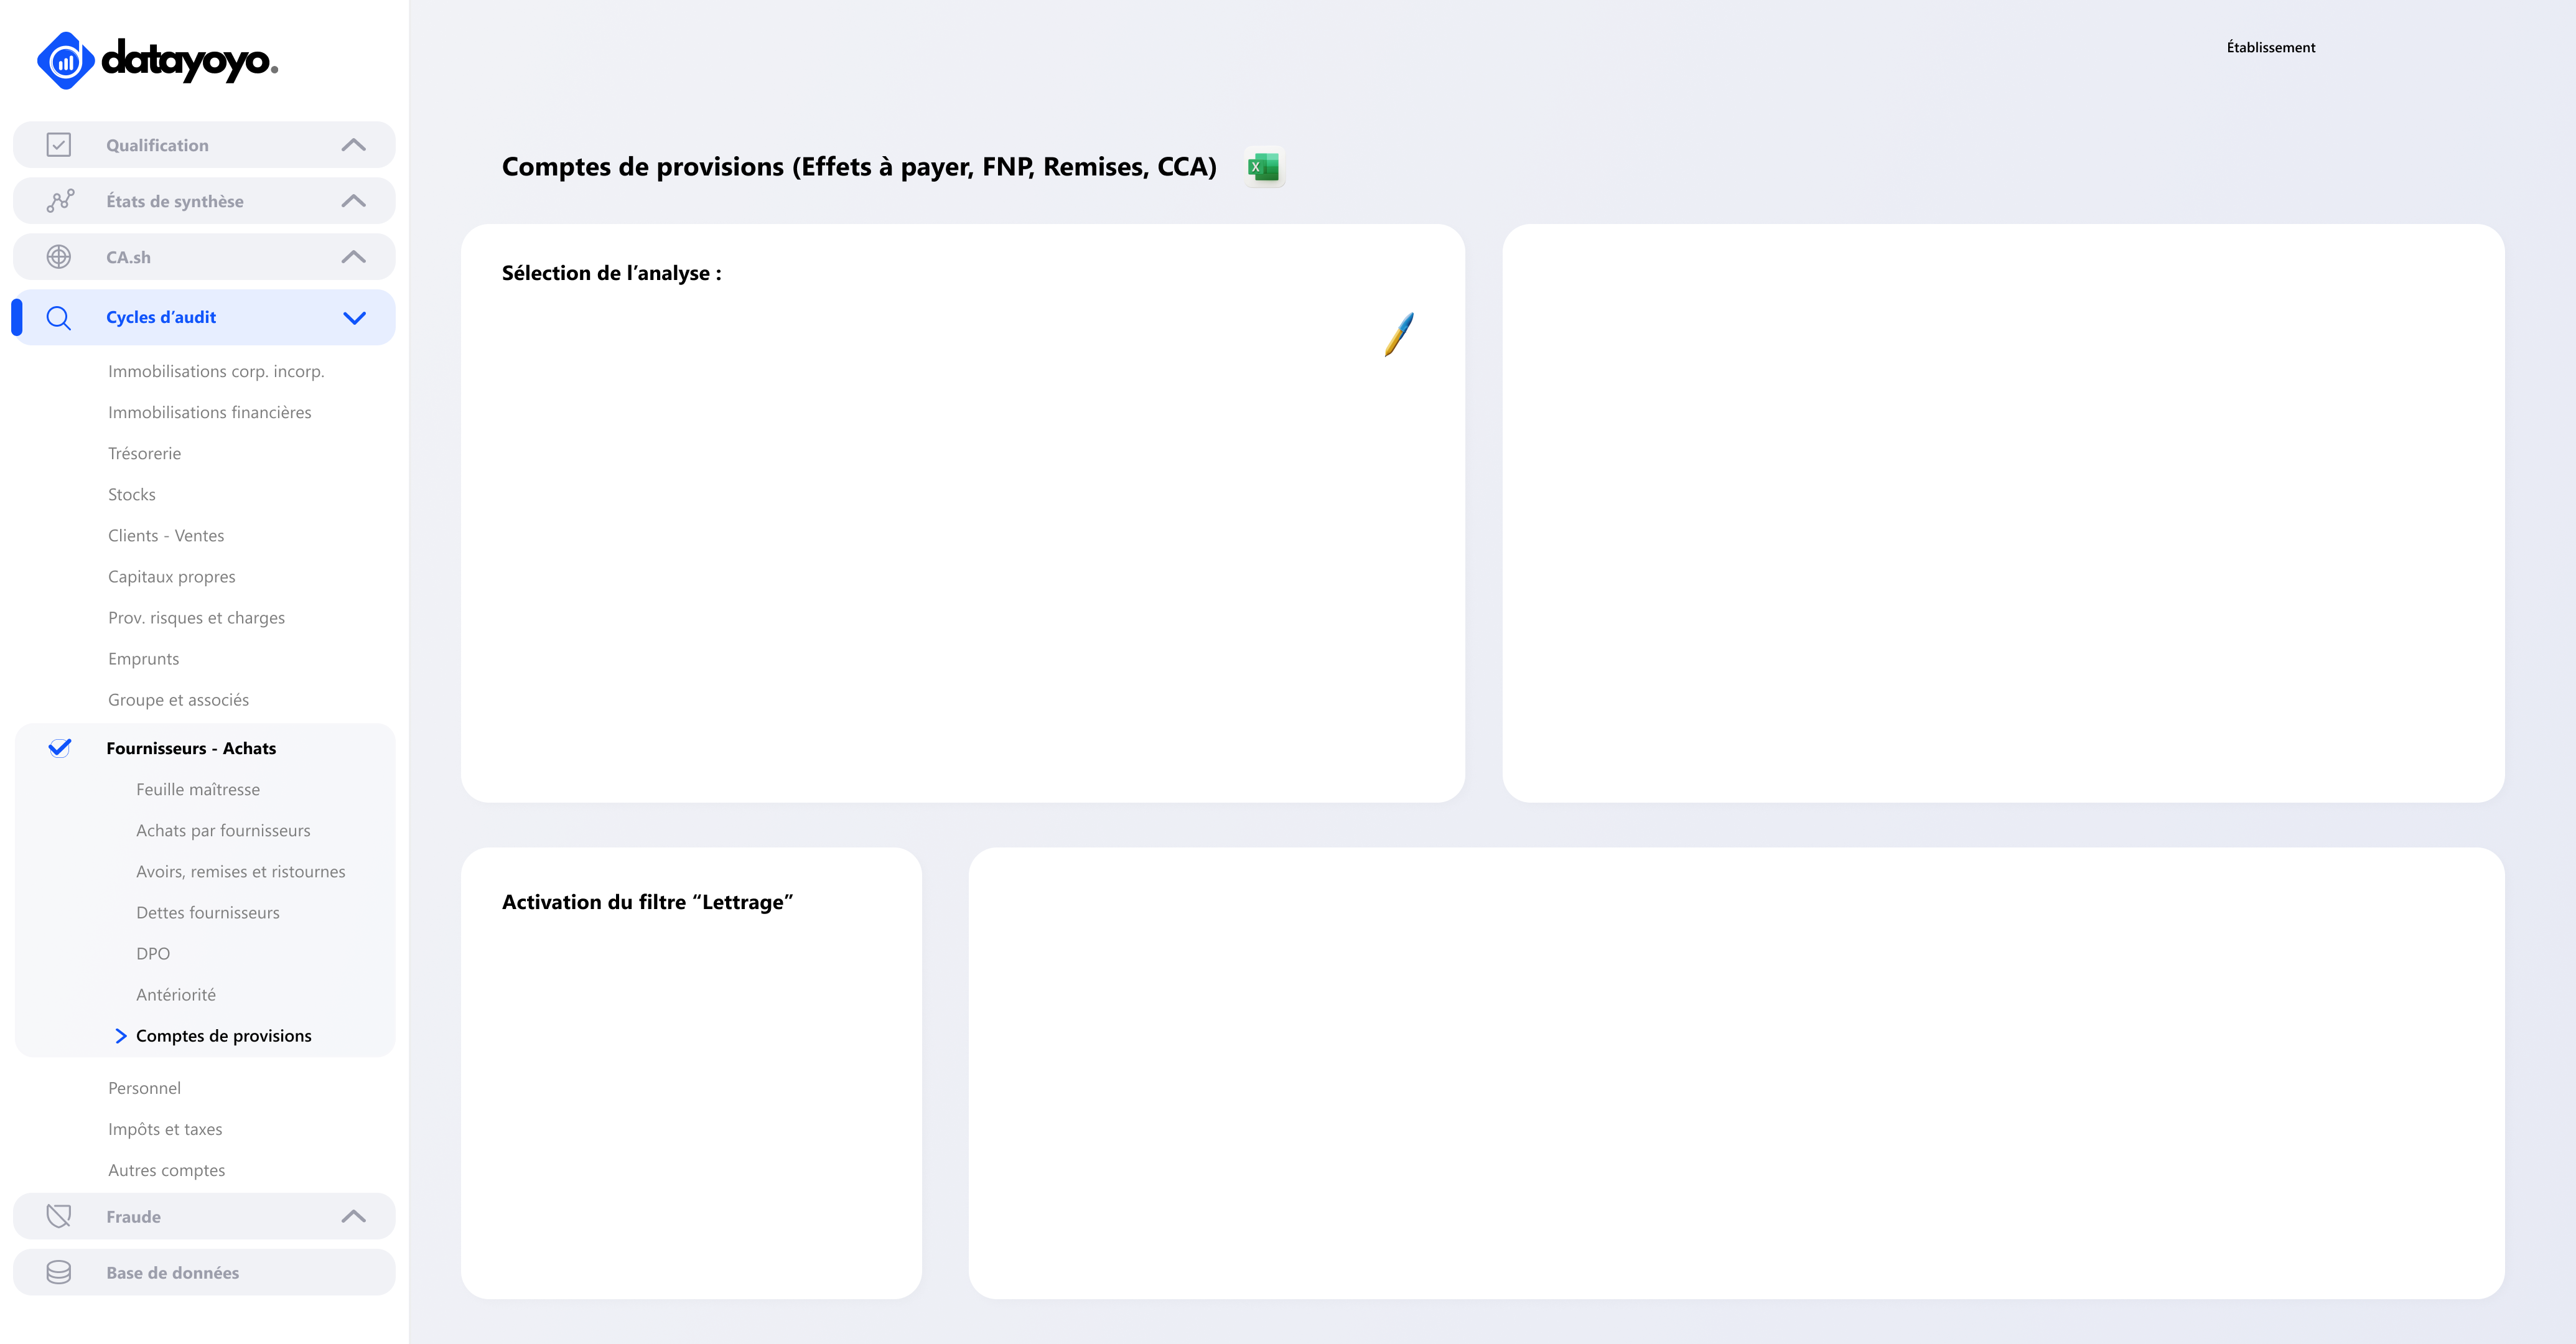 datayoyo.
Établissement
Qualification
États de synthèse
CA.sh
Cycles d’audit
Immobilisations corp. incorp.
Immobilisations financières
Trésorerie
Stocks
Clients - Ventes
Capitaux propres
Prov. risques et charges
Emprunts
Groupe et associés
Fournisseurs - Achats
Feuille maîtresse
Achats par fournisseurs
Avoirs, remises et ristournes
Dettes fournisseurs
DPO
Antériorité
Comptes de provisions
Personnel
Impôts et taxes
Autres comptes
Fraude
Base de données
Comptes de provisions (Effets à payer, FNP, Remises, CCA)
X
Sélection de l’analyse :
Activation du filtre “Lettrage”